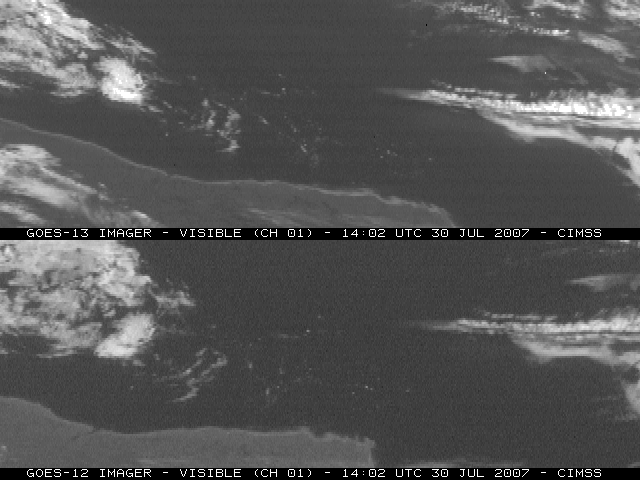 GOES-13 IMAGER - VISIBLE (CH 01) - 14:02 UTC 30 JUL 2007 - CIMSS
GOES-12 IMAGER - VISIBLE (CH 01) - 14:02 UTC 30 JUL 2007 - CIMSS